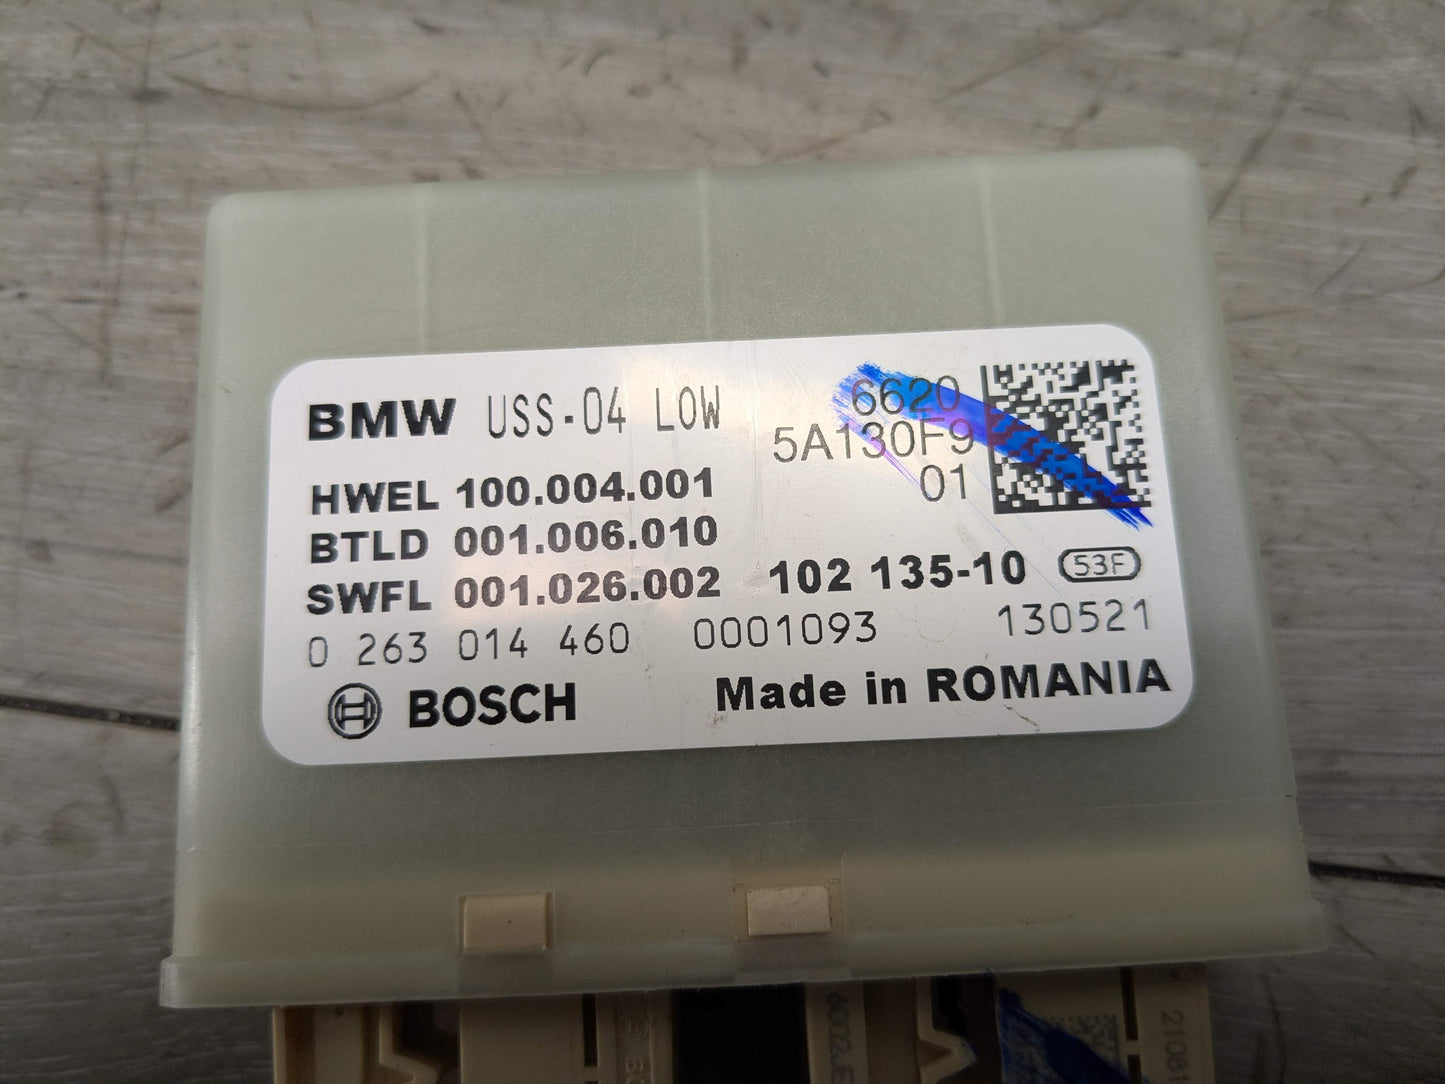 BMW USS-04 LOW
6620
5A130F9
01
HWEL 100.004.001
BTLD 001.006.010
SWFL 001.026.002 102 135-10 53F
0 263 014 460 0001093 130521
BOSCH Made in ROMANIA